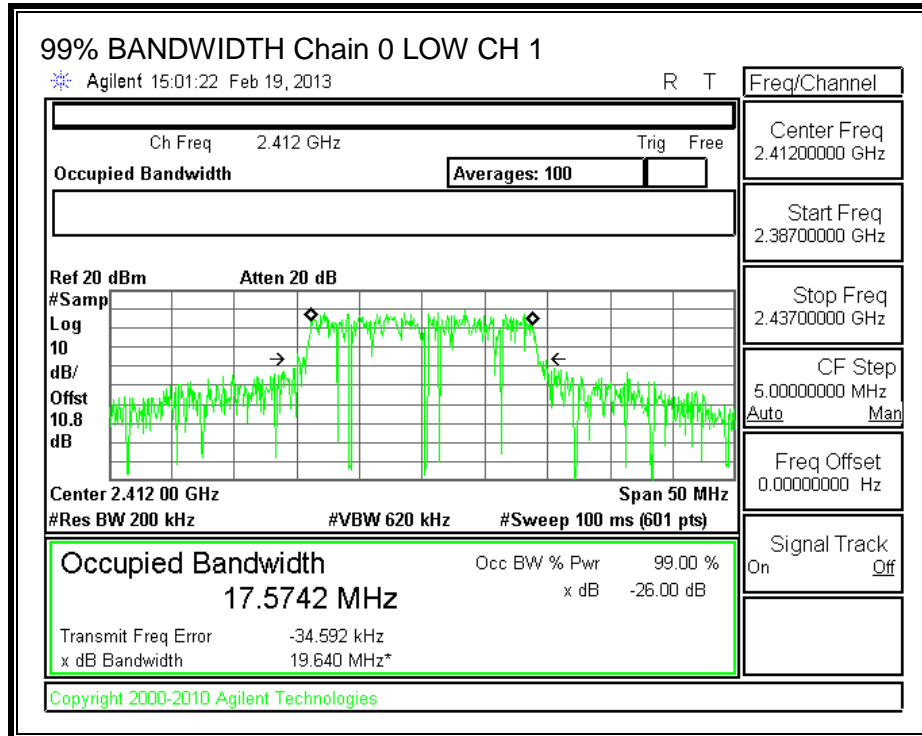 99% BANDWIDTH Chain 0 LOW CH 1
Agilent 15:01:22 Feb 19, 2013 R T
Freq/Channel
Ch Freq 2.412 GHz Trig Free
Occupied Bandwidth Averages: 100
Center Freq
2.41200000 GHz
Start Freq
2.38700000 GHz
Stop Freq
2.43700000 GHz
CF Step
5.00000000 MHz
Auto Man
Freq Offset
0.00000000 Hz
Signal Track
On Off
Ref 20 dBm Atten 20 dB
#Samp
Log
10
dB/
Offst
10.8
dB
Center 2.412 00 GHz Span 50 MHz
#Res BW 200 kHz #VBW 620 kHz #Sweep 100 ms (601 pts)
Occupied Bandwidth Occ BW % Pwr 99.00 %
17.5742 MHz x dB -26.00 dB
Transmit Freq Error -34.592 kHz
x dB Bandwidth 19.640 MHz*
Copyright 2000-2010 Agilent Technologies